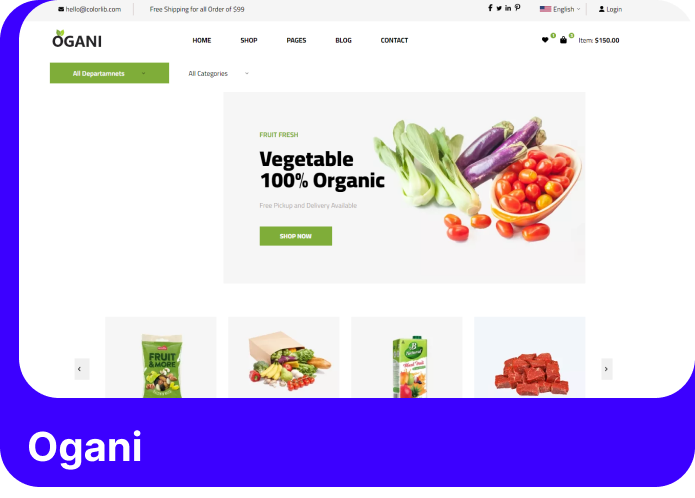 hello@colorlib.com
Free Shipping for all Order of $99
English
Login
OGANI
HOME
SHOP
PAGES
BLOG
CONTACT
Item: $150.00
All Departamnets
All Categories
FRUIT FRESH
Vegetable
100% Organic
Free Pickup and Delivery Available
SHOP NOW
FRUIT
&MORE
Mixed Fruit
Ogani